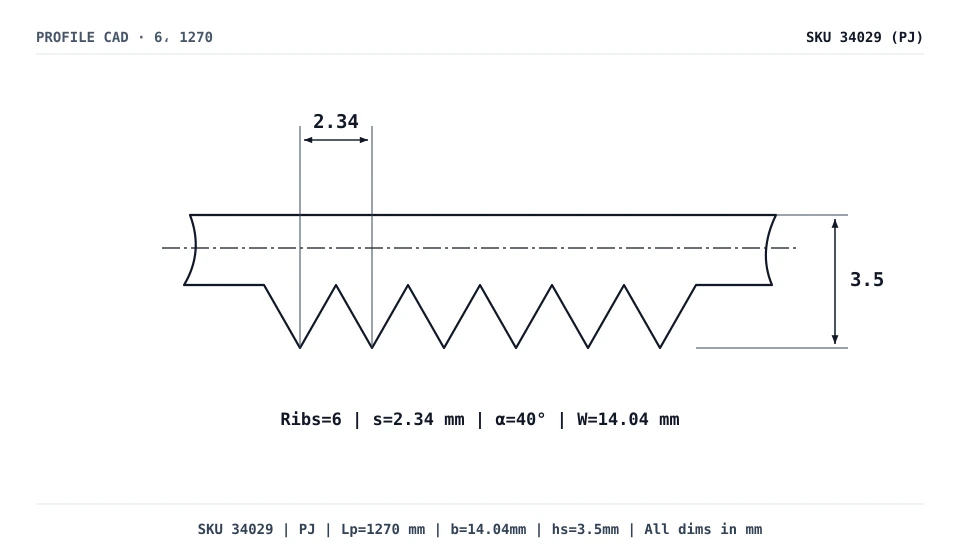 PROFILE CAD · 6، 1270
SKU 34029 (PJ)
2.34
3.5
Ribs=6 | s=2.34 mm | α=40° | W=14.04 mm
SKU 34029 | PJ | Lp=1270 mm | b=14.04mm | hs=3.5mm | All dims in mm